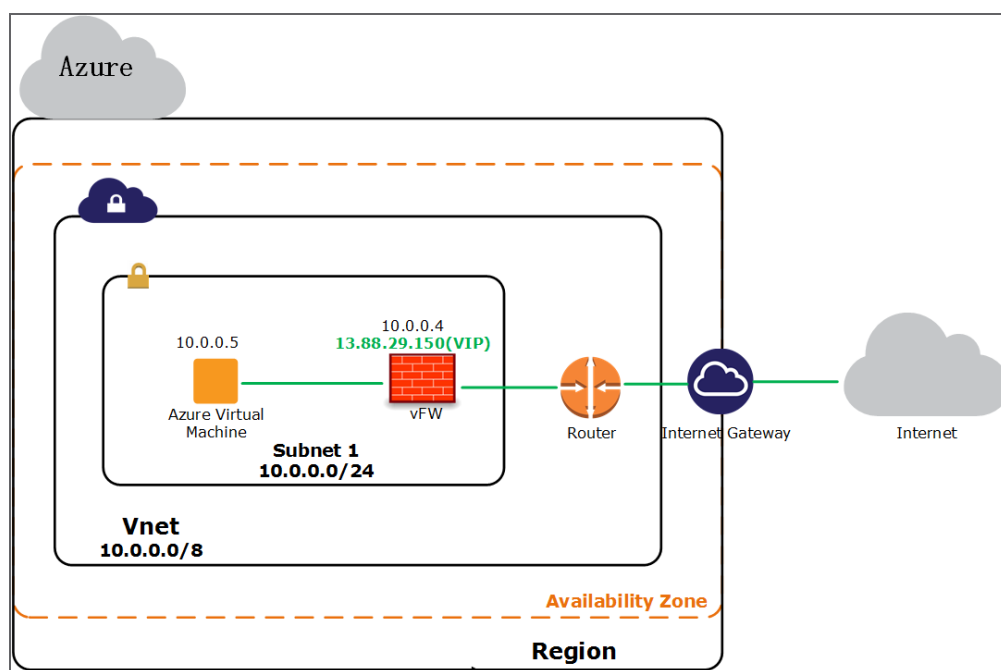 Azure
10.0.0.5
10.0.0.4
13.88.29.150(VIP)
Azure Virtual
Machine
vFW
Router
Internet Gateway
Internet
Subnet 1
10.0.0.0/24
Vnet
10.0.0.0/8
Availability Zone
Region